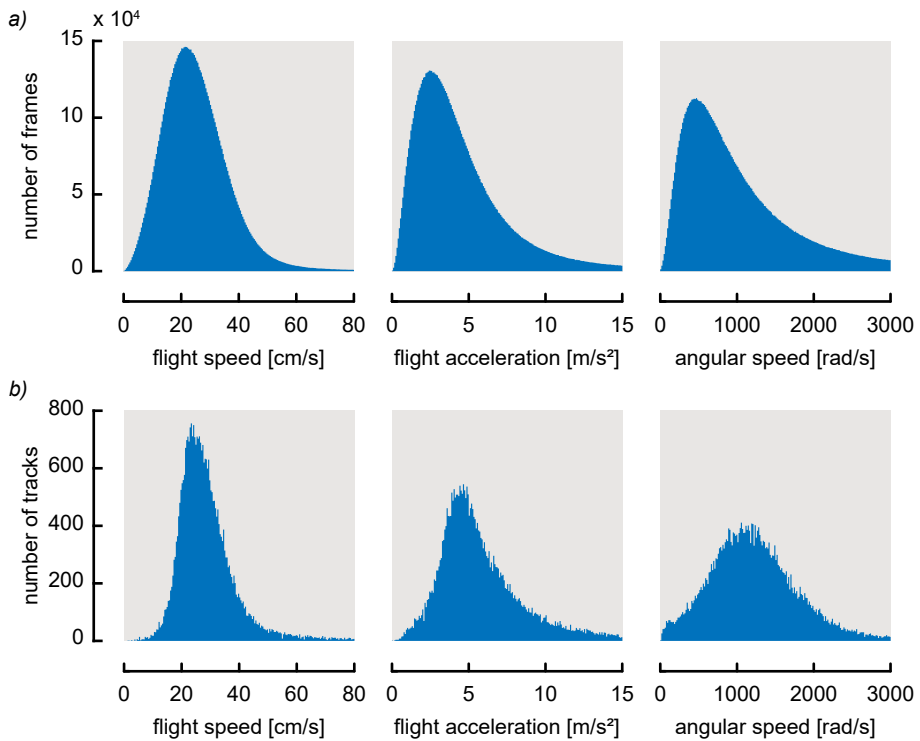 a)
x 10⁴
15
10
5
0
number of frames
0 20 40 60 80
flight speed [cm/s]
0 5 10 15
flight acceleration [m/s²]
0 1000 2000 3000
angular speed [rad/s]
b)
800
600
400
200
0
number of tracks
0 20 40 60 80
flight speed [cm/s]
0 5 10 15
flight acceleration [m/s²]
0 1000 2000 3000
angular speed [rad/s]